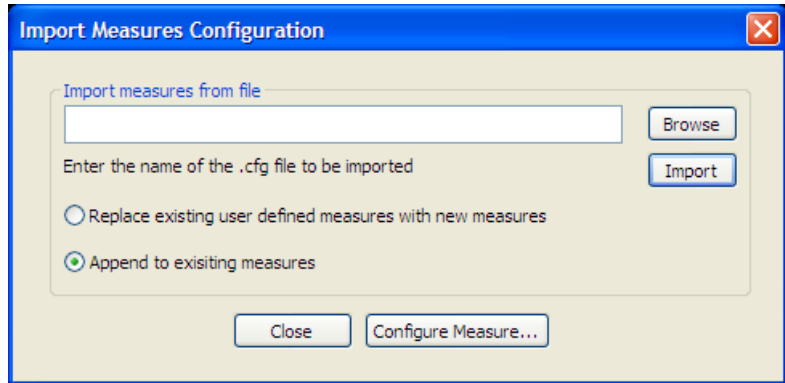 Import Measures Configuration
Import measures from file
Browse
Enter the name of the .cfg file to be imported
Import
Replace existing user defined measures with new measures
Append to exisiting measures
Close
Configure Measure...